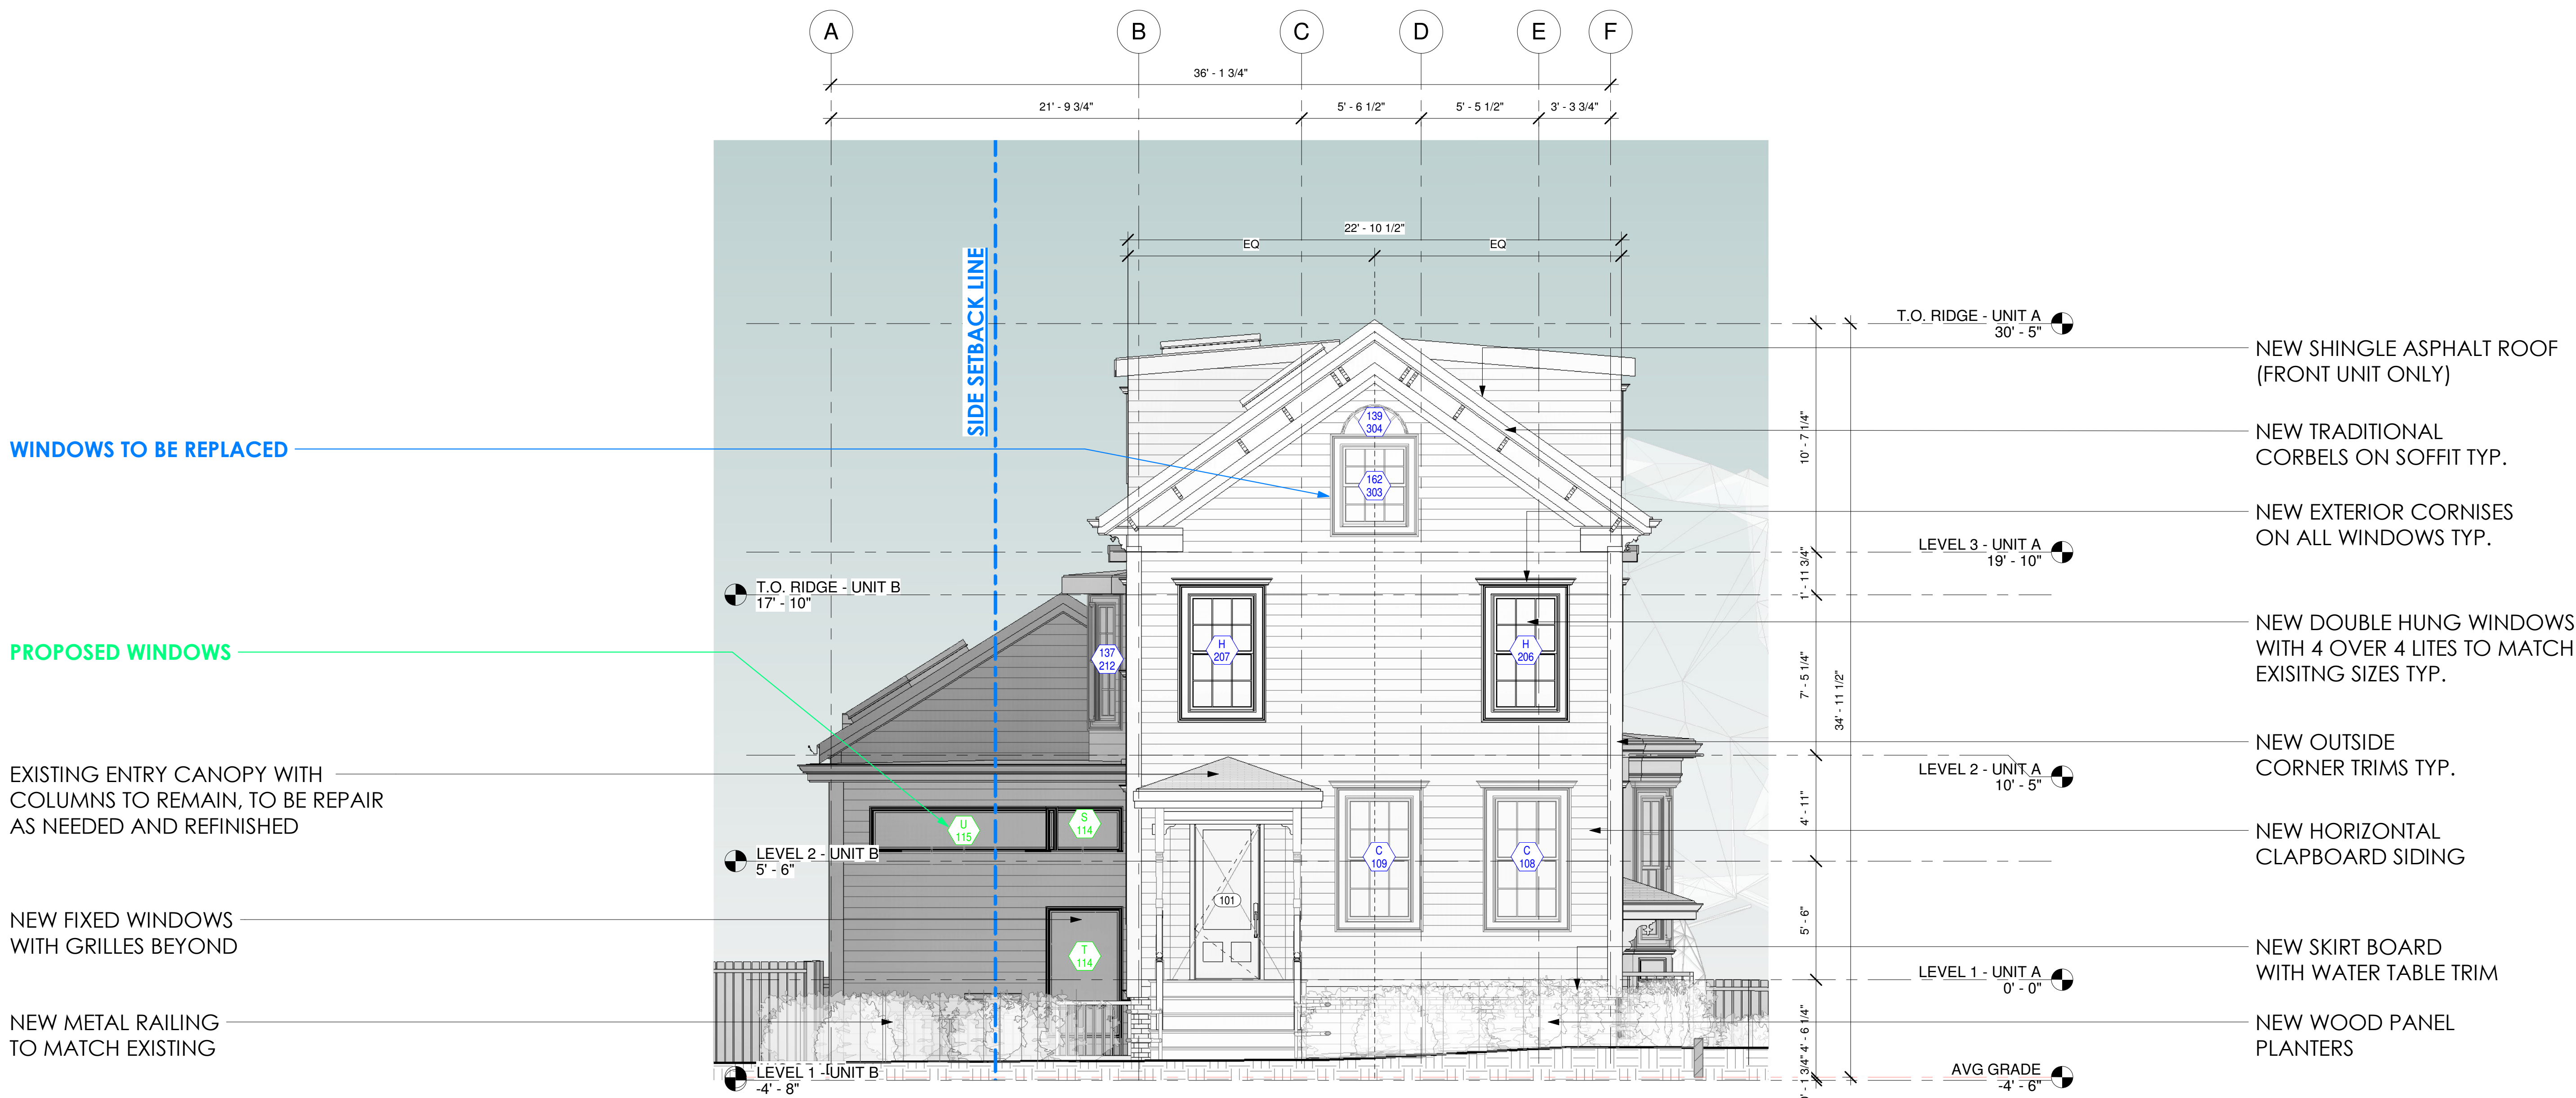 A
B
C
D
E
F
36' - 1 3/4"
21' - 9 3/4"
5' - 6 1/2"
5' - 5 1/2"
3' - 3 3/4"
22' - 10 1/2"
EQ
EQ
SIDE SETBACK LINE
WINDOWS TO BE REPLACED
PROPOSED WINDOWS
EXISTING ENTRY CANOPY WITH
COLUMNS TO REMAIN, TO BE REPAIR
AS NEEDED AND REFINISHED
NEW FIXED WINDOWS
WITH GRILLES BEYOND
NEW METAL RAILING
TO MATCH EXISTING
T.O. RIDGE - UNIT B
17' - 10"
LEVEL 2 - UNIT B
5' - 6"
LEVEL 1 - UNIT B
-4' - 8"
139
304
162
303
137
212
H
207
H
206
U
115
S
114
T
114
C
109
C
108
101
10' - 7 1/4"
1' - 11 3/4"
7' - 5 1/4"
34' - 11 1/2"
4' - 11"
5' - 6"
4' - 6 1/4"
0' - 1 3/4"
T.O. RIDGE - UNIT A
30' - 5"
LEVEL 3 - UNIT A
19' - 10"
LEVEL 2 - UNIT A
10' - 5"
LEVEL 1 - UNIT A
0' - 0"
AVG GRADE
-4' - 6"
NEW SHINGLE ASPHALT ROOF
(FRONT UNIT ONLY)
NEW TRADITIONAL
CORBELS ON SOFFIT TYP.
NEW EXTERIOR CORNISES
ON ALL WINDOWS TYP.
NEW DOUBLE HUNG WINDOWS
WITH 4 OVER 4 LITES TO MATCH
EXISITNG SIZES TYP.
NEW OUTSIDE
CORNER TRIMS TYP.
NEW HORIZONTAL
CLAPBOARD SIDING
NEW SKIRT BOARD
WITH WATER TABLE TRIM
NEW WOOD PANEL
PLANTERS